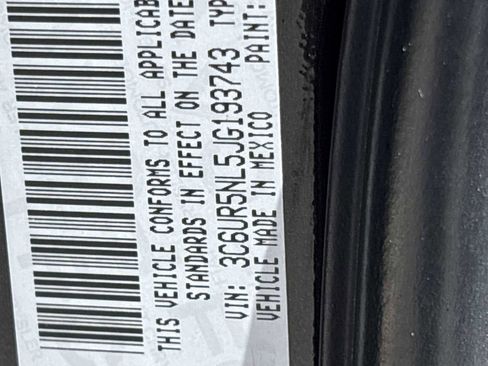 THIS VEHICLE CONFORMS TO ALL APPLICAB
STANDARDS IN EFFECT ON THE DATE
VIN: 3C6UR5NL5JG193743 TYP
VEHICLE MADE IN MEXICO PAINT: